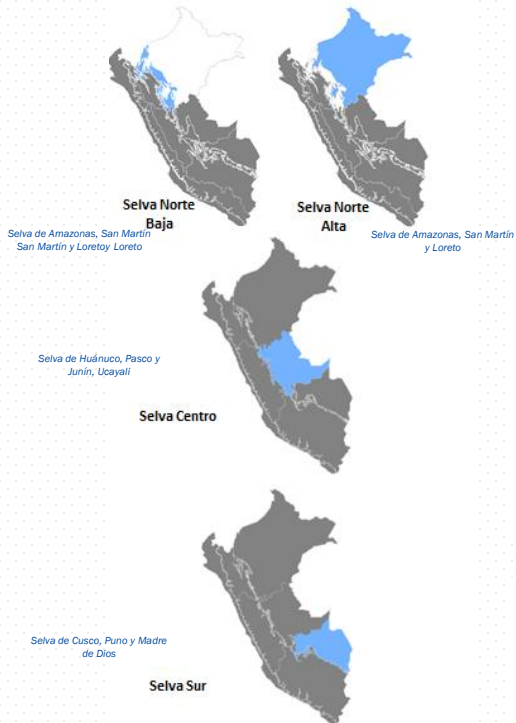 Selva Norte
Baja
Selva de Amazonas, San Martín
San Martín y Loretoy Loreto
Selva Norte
Alta
Selva de Amazonas, San Martín
y Loreto
Selva de Huánuco, Pasco y
Junín, Ucayali
Selva Centro
Selva de Cusco, Puno y Madre
de Dios
Selva Sur